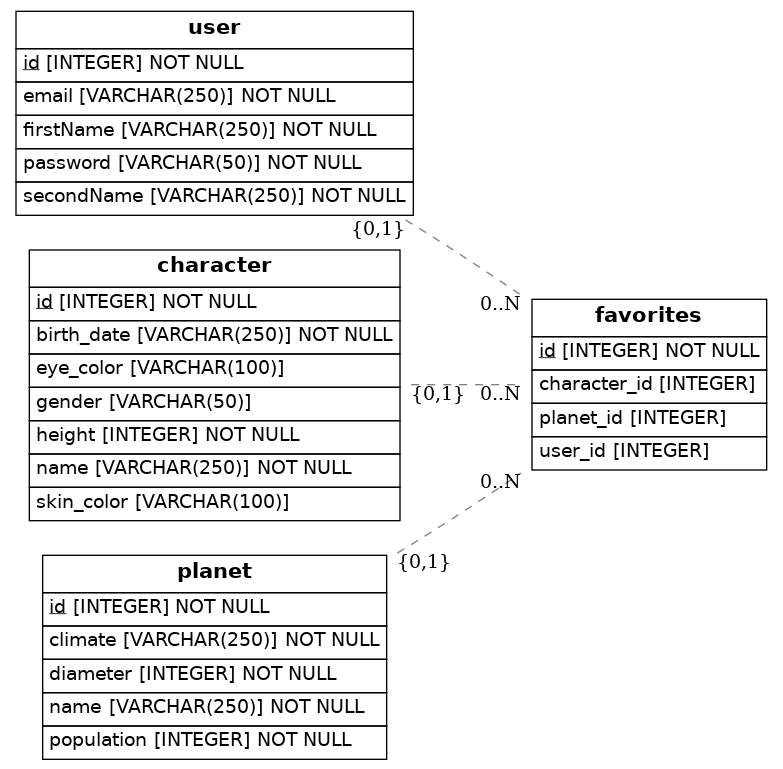 user
id [INTEGER] NOT NULL
email [VARCHAR(250)] NOT NULL
firstName [VARCHAR(250)] NOT NULL
password [VARCHAR(50)] NOT NULL
secondName [VARCHAR(250)] NOT NULL
{0,1}
0..N
character
id [INTEGER] NOT NULL
birth_date [VARCHAR(250)] NOT NULL
eye_color [VARCHAR(100)]
gender [VARCHAR(50)]
height [INTEGER] NOT NULL
name [VARCHAR(250)] NOT NULL
skin_color [VARCHAR(100)]
{0,1} 0..N
favorites
id [INTEGER] NOT NULL
character_id [INTEGER]
planet_id [INTEGER]
user_id [INTEGER]
0..N
{0,1}
planet
id [INTEGER] NOT NULL
climate [VARCHAR(250)] NOT NULL
diameter [INTEGER] NOT NULL
name [VARCHAR(250)] NOT NULL
population [INTEGER] NOT NULL